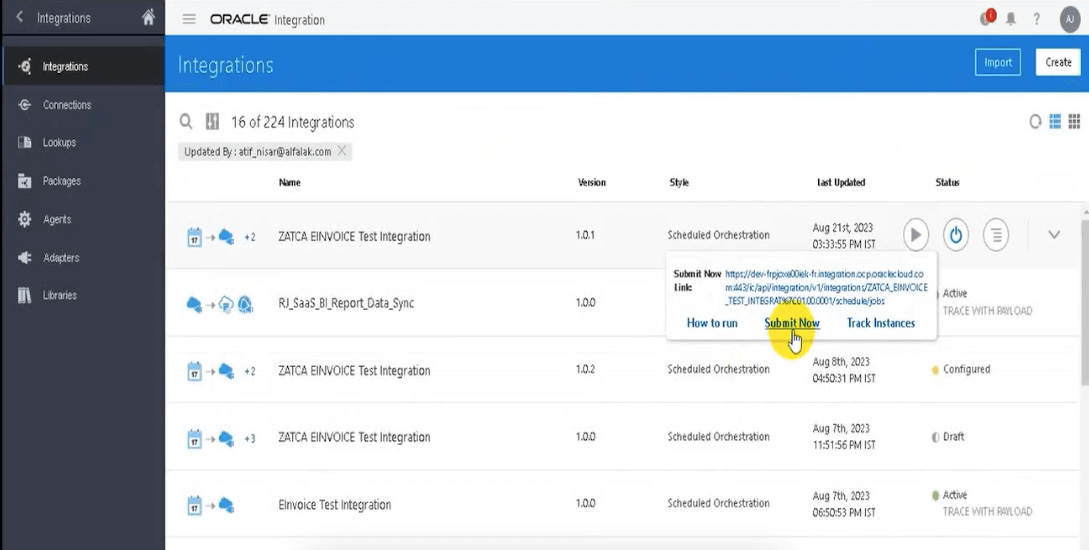 Integrations
ORACLE Integration
AJ
Integrations
Connections
Lookups
Packages
Agents
Adapters
Libraries
Integrations
Import
Create
16 of 224 Integrations
Updated By : atif_nisar@alfalak.com
Name Version Style Last Updated Status
17 +2 ZATCA EINVOICE Test Integration 1.0.1 Scheduled Orchestration Aug 21st, 2023
03:33:55 PM IST
Submit Now Link: https://dev-frpjoxe00iek-fr.integration.ocp.oraclecloud.co
m:443/ic/api/integration/v1/integrations/ZATCA_EINVOICE
_TEST_INTEGRAT%7C01.00.0001/schedule/jobs
How to run Submit Now Track Instances
RJ_SaaS_BI_Report_Data_Sync 1.0.0 Active
TRACE WITH PAYLOAD
17 +2 ZATCA EINVOICE Test Integration 1.0.2 Scheduled Orchestration Aug 8th, 2023 Configured
04:50:31 PM IST
17 +3 ZATCA EINVOICE Test Integration 1.0.0 Scheduled Orchestration Aug 7th, 2023 Draft
11:51:56 PM IST
17 EInvoice Test Integration 1.0.0 Scheduled Orchestration Aug 7th, 2023 Active
06:50:53 PM IST TRACE WITH PAYLOAD